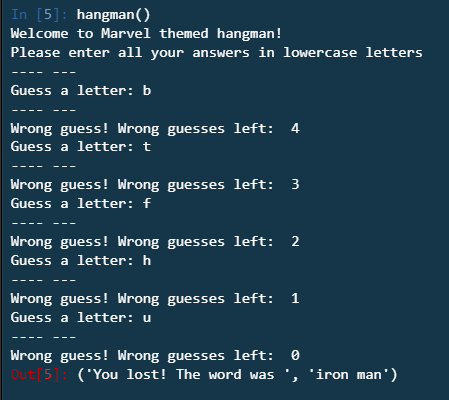 In [5]: hangman()
Welcome to Marvel themed hangman!
Please enter all your answers in lowercase letters
---- ---
Guess a letter: b
---- ---
Wrong guess! Wrong guesses left:  4
Guess a letter: t
---- ---
Wrong guess! Wrong guesses left:  3
Guess a letter: f
---- ---
Wrong guess! Wrong guesses left:  2
Guess a letter: h
---- ---
Wrong guess! Wrong guesses left:  1
Guess a letter: u
---- ---
Wrong guess! Wrong guesses left:  0
Out[5]: ('You lost! The word was ', 'iron man')